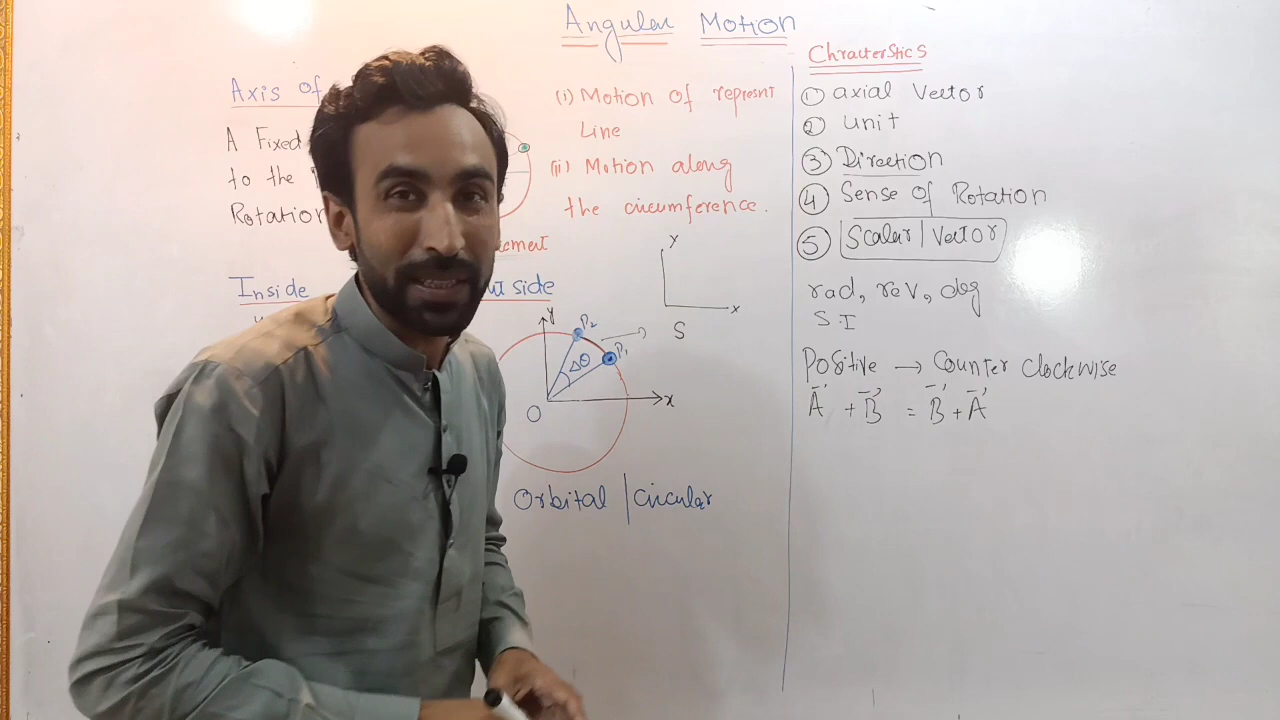 Angular Motion
Axis of
A Fixed
to the
Rotation
(i) Motion of represnt
Line
(ii) Motion along
the circumference.
Inside side
y
P2
P1
Δθ
O
x
Y
x
S
Orbital | circular
Chracterstics
① axial Vector
② unit
③ Direction
④ Sense of Rotation
⑤ Scalar | Vector
rad, rev, deg
S.I
Positive → Counter clockwise
A⃗ + B⃗ = B⃗ + A⃗